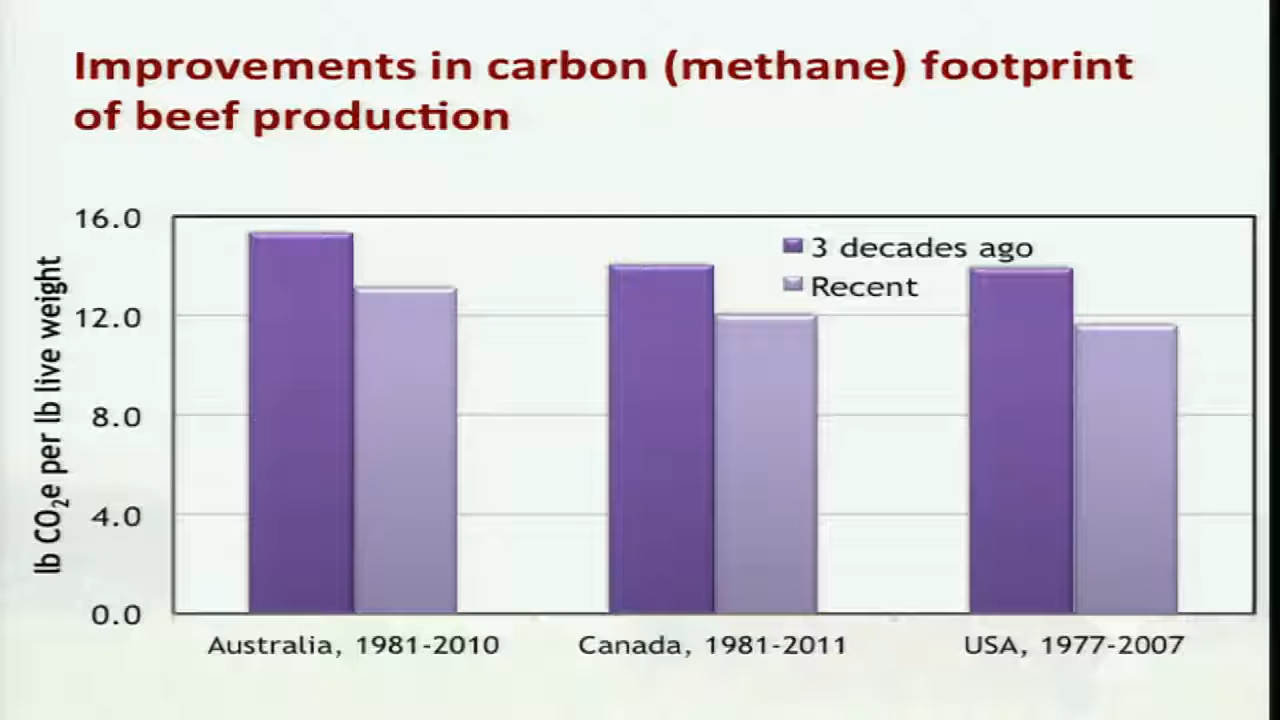 Improvements in carbon (methane) footprint
of beef production
16.0
12.0
8.0
4.0
0.0
lb CO₂e per lb live weight
3 decades ago
Recent
Australia, 1981-2010
Canada, 1981-2011
USA, 1977-2007